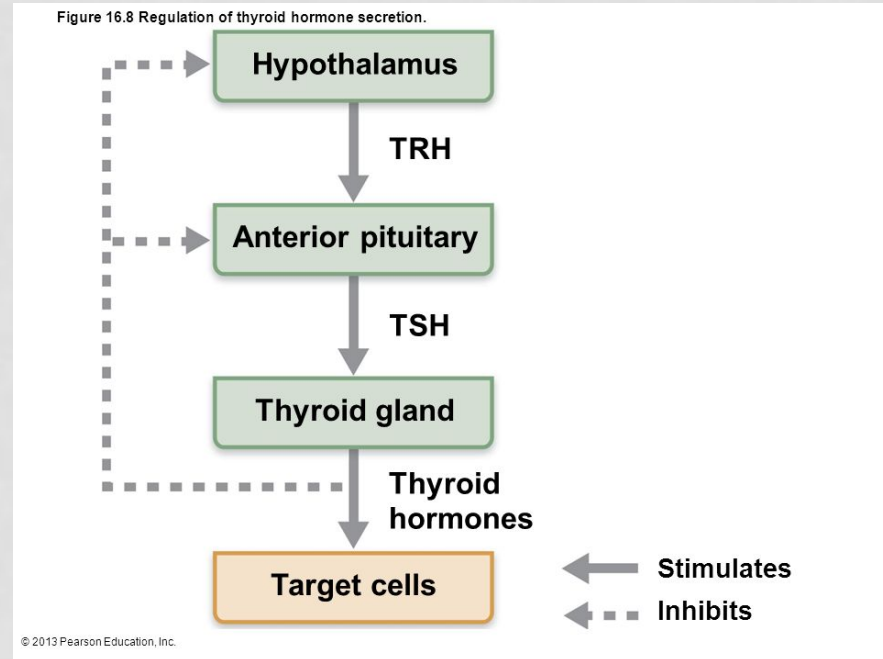 Figure 16.8 Regulation of thyroid hormone secretion.
Hypothalamus
TRH
Anterior pituitary
TSH
Thyroid gland
Thyroid
hormones
Target cells
Stimulates
Inhibits
© 2013 Pearson Education, Inc.